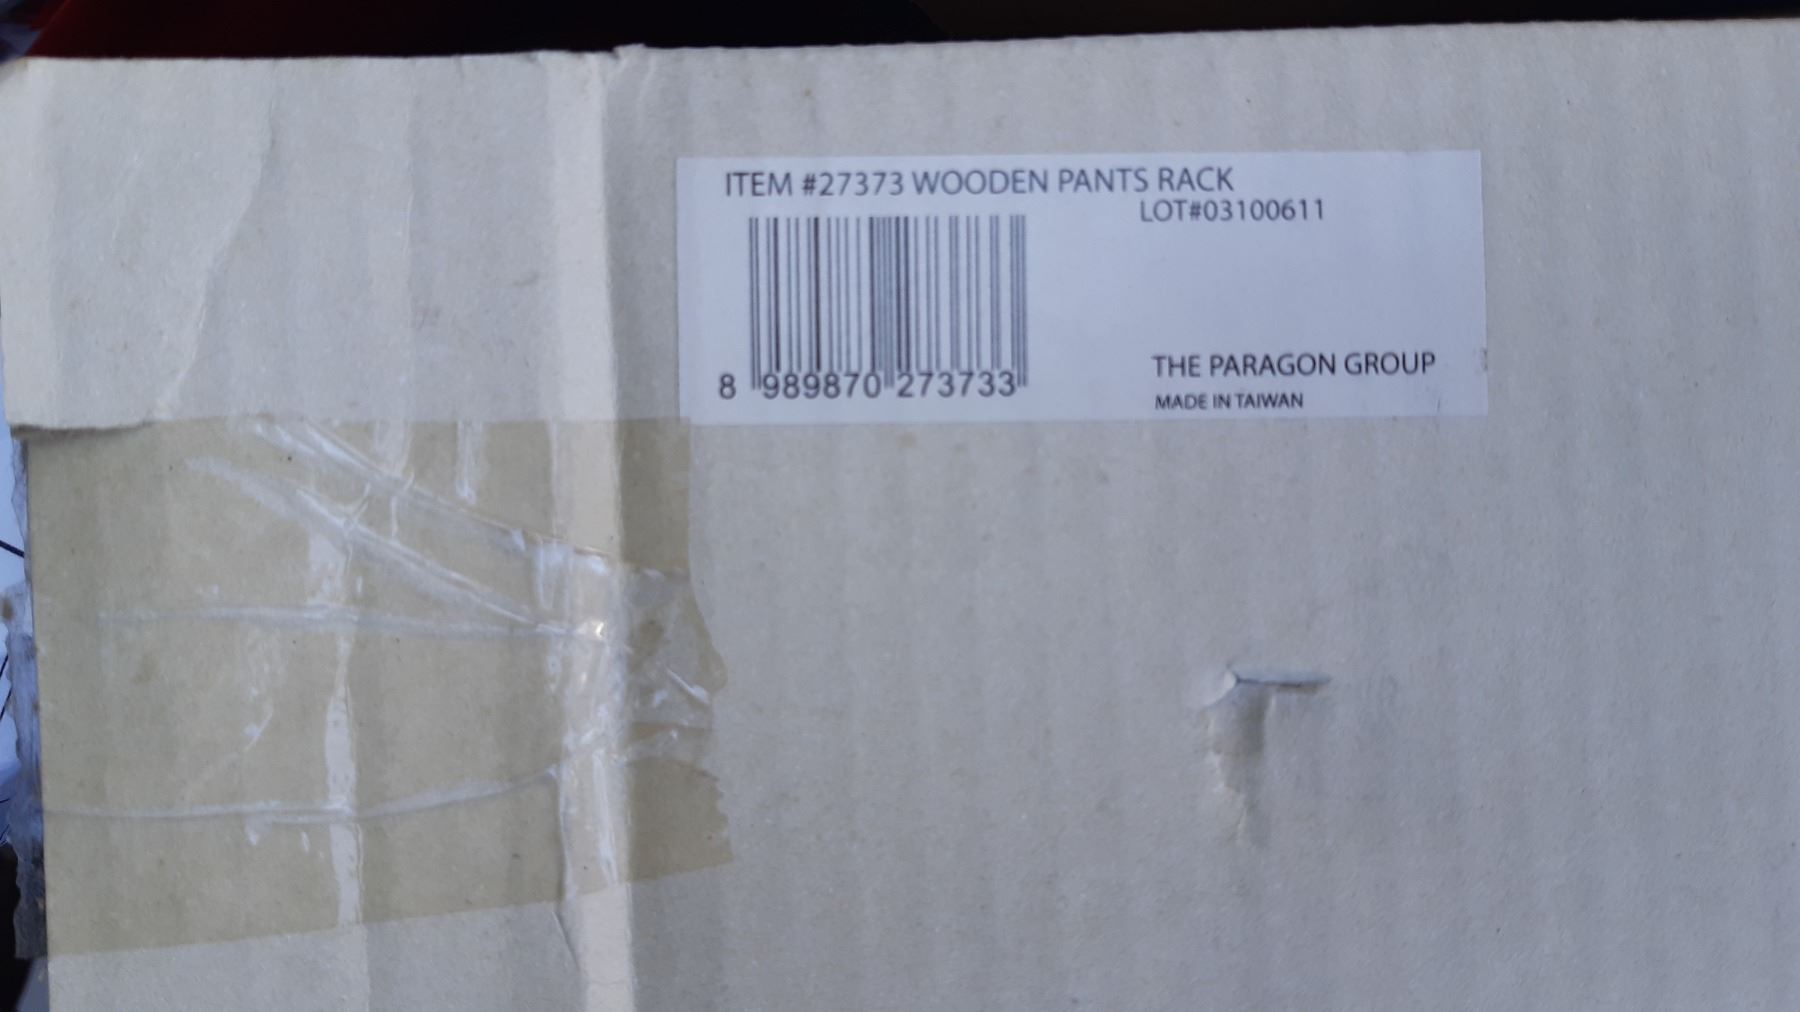 ITEM #27373 WOODEN PANTS RACK
LOT#03100611
8 989870 273733
THE PARAGON GROUP
MADE IN TAIWAN